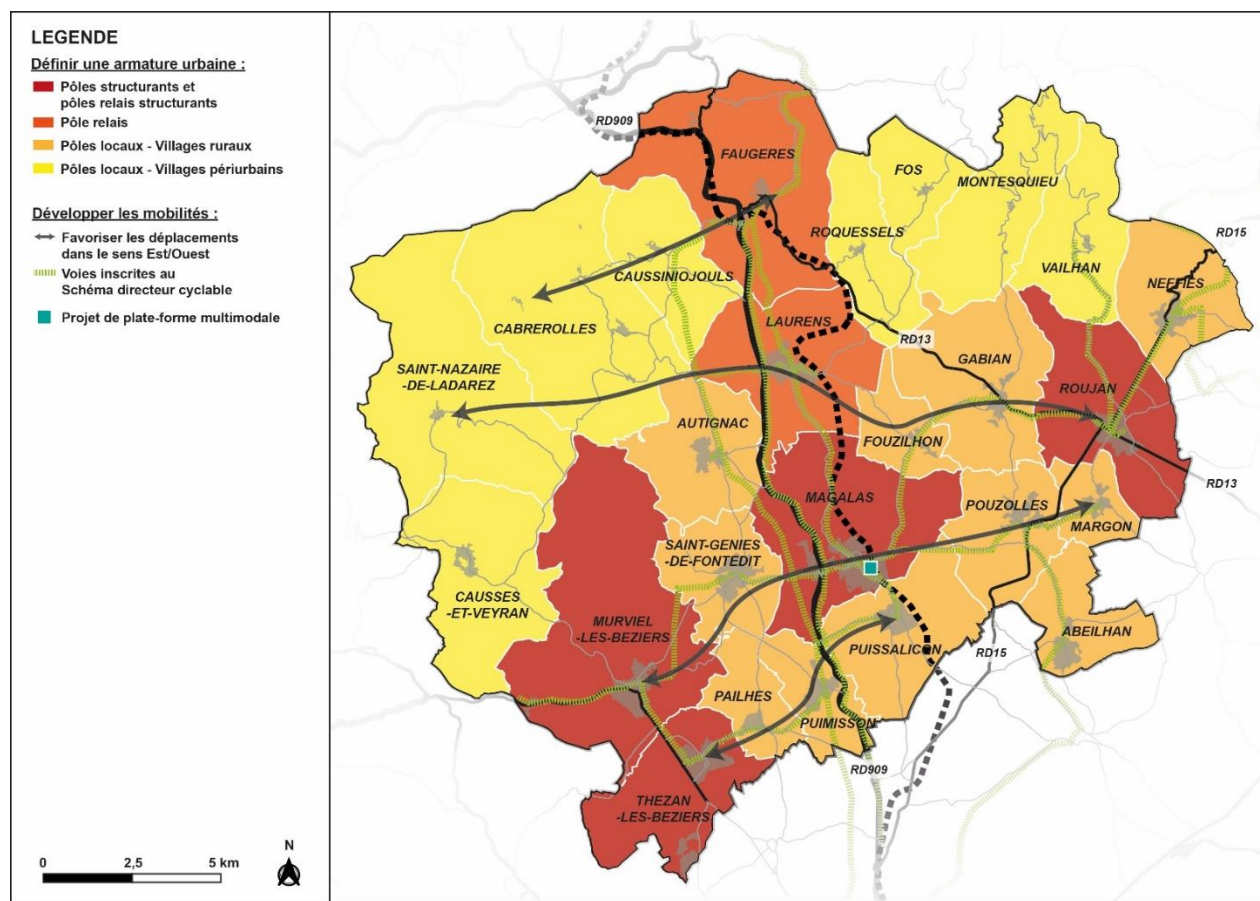 LEGENDE
Définir une armature urbaine :
Pôles structurants et
pôles relais structurants
Pôle relais
Pôles locaux - Villages ruraux
Pôles locaux - Villages périurbains
Développer les mobilités :
Favoriser les déplacements
dans le sens Est/Ouest
Voies inscrites au
Schéma directeur cyclable
Projet de plate-forme multimodale
0
2,5
5 km
N
RD909
FAUGERES
FOS
MONTESQUIEU
ROQUESSELS
RD15
CAUSSINIOJOULS
VAILHAN
NEFFIES
CABREROLLES
LAURENS
RD13
GABIAN
SAINT-NAZAIRE
-DE-LADAREZ
ROUJAN
AUTIGNAC
FOUZILHON
RD13
MAGALAS
POUZOLLES
MARGON
SAINT-GENIES
-DE-FONTEDIT
CAUSSES
-ET-VEYRAN
MURVIEL
-LES-BEZIERS
ABEILHAN
PUISSALICON
RD15
PAILHES
PUIMISSON
RD909
THEZAN
-LES-BEZIERS